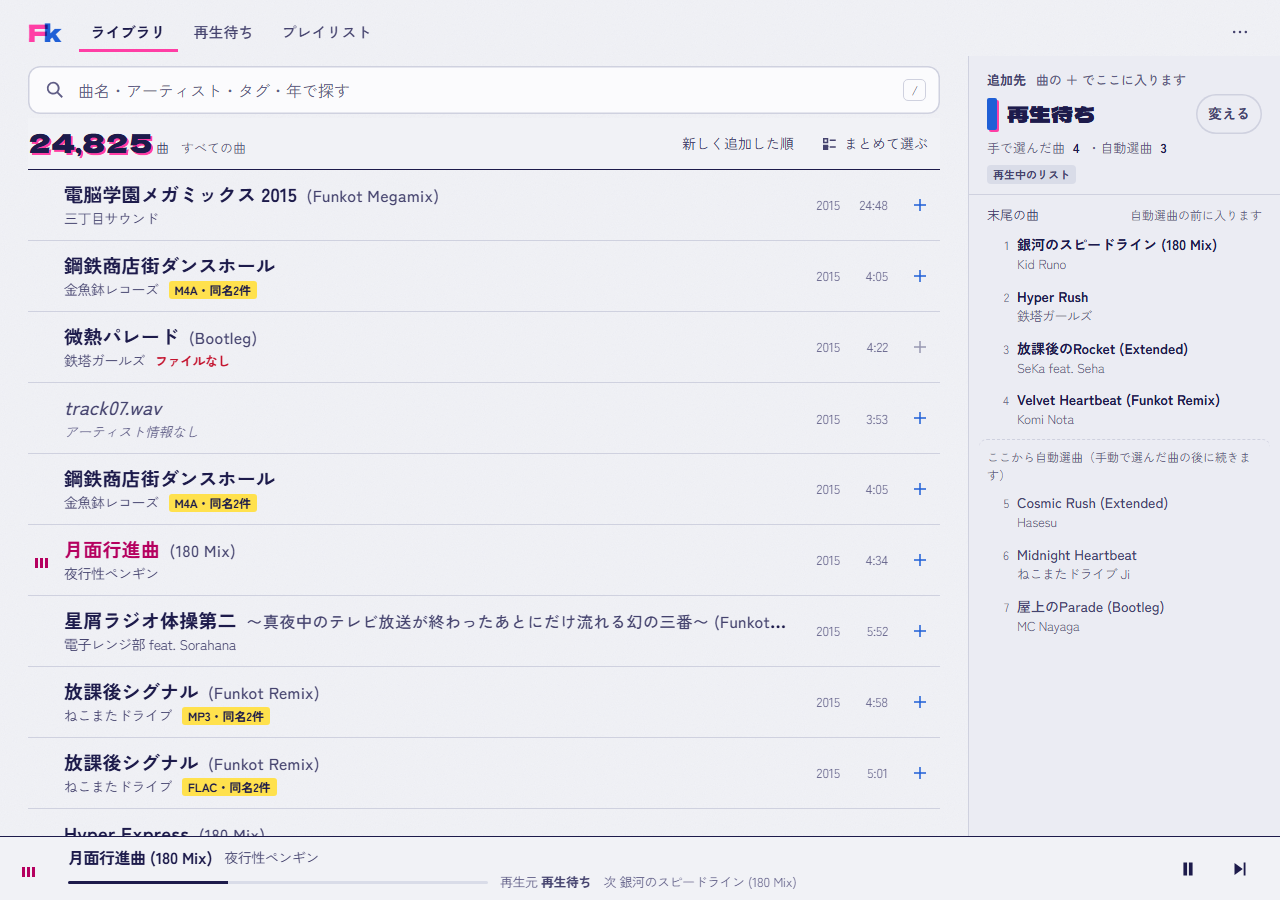 Fk ライブラリ 再生待ち プレイリスト …
曲名・アーティスト・タグ・年で探す /
24,825 曲 すべての曲 新しく追加した順 まとめて選ぶ
電脳学園メガミックス 2015 (Funkot Megamix) 2015 24:48 +
三丁目サウンド
鋼鉄商店街ダンスホール 2015 4:05 +
金魚鉢レコーズ M4A・同名2件
微熱パレード (Bootleg) 2015 4:22 +
鉄塔ガールズ ファイルなし
track07.wav 2015 3:53 +
アーティスト情報なし
鋼鉄商店街ダンスホール 2015 4:05 +
金魚鉢レコーズ M4A・同名2件
月面行進曲 (180 Mix) 2015 4:34 +
夜行性ペンギン
星屑ラジオ体操第二 〜真夜中のテレビ放送が終わったあとにだけ流れる幻の三番〜 (Funkot... 2015 5:52 +
電子レンジ部 feat. Sorahana
放課後シグナル (Funkot Remix) 2015 4:58 +
ねこまたドライブ MP3・同名2件
放課後シグナル (Funkot Remix) 2015 5:01 +
ねこまたドライブ FLAC・同名2件
Hyper Express (180 Mix)
追加先 曲の + でここに入ります
再生待ち 変える
手で選んだ曲 4 ・自動選曲 3
再生中のリスト
末尾の曲 自動選曲の前に入ります
1 銀河のスピードライン (180 Mix)
Kid Runo
2 Hyper Rush
鉄塔ガールズ
3 放課後のRocket (Extended)
SeKa feat. Seha
4 Velvet Heartbeat (Funkot Remix)
Komi Nota
ここから自動選曲（手動で選んだ曲の後に続きま
す）
5 Cosmic Rush (Extended)
Hasesu
6 Midnight Heartbeat
ねこまたドライブ Ji
7 屋上のParade (Bootleg)
MC Nayaga
月面行進曲 (180 Mix) 夜行性ペンギン
再生元 再生待ち 次 銀河のスピードライン (180 Mix)